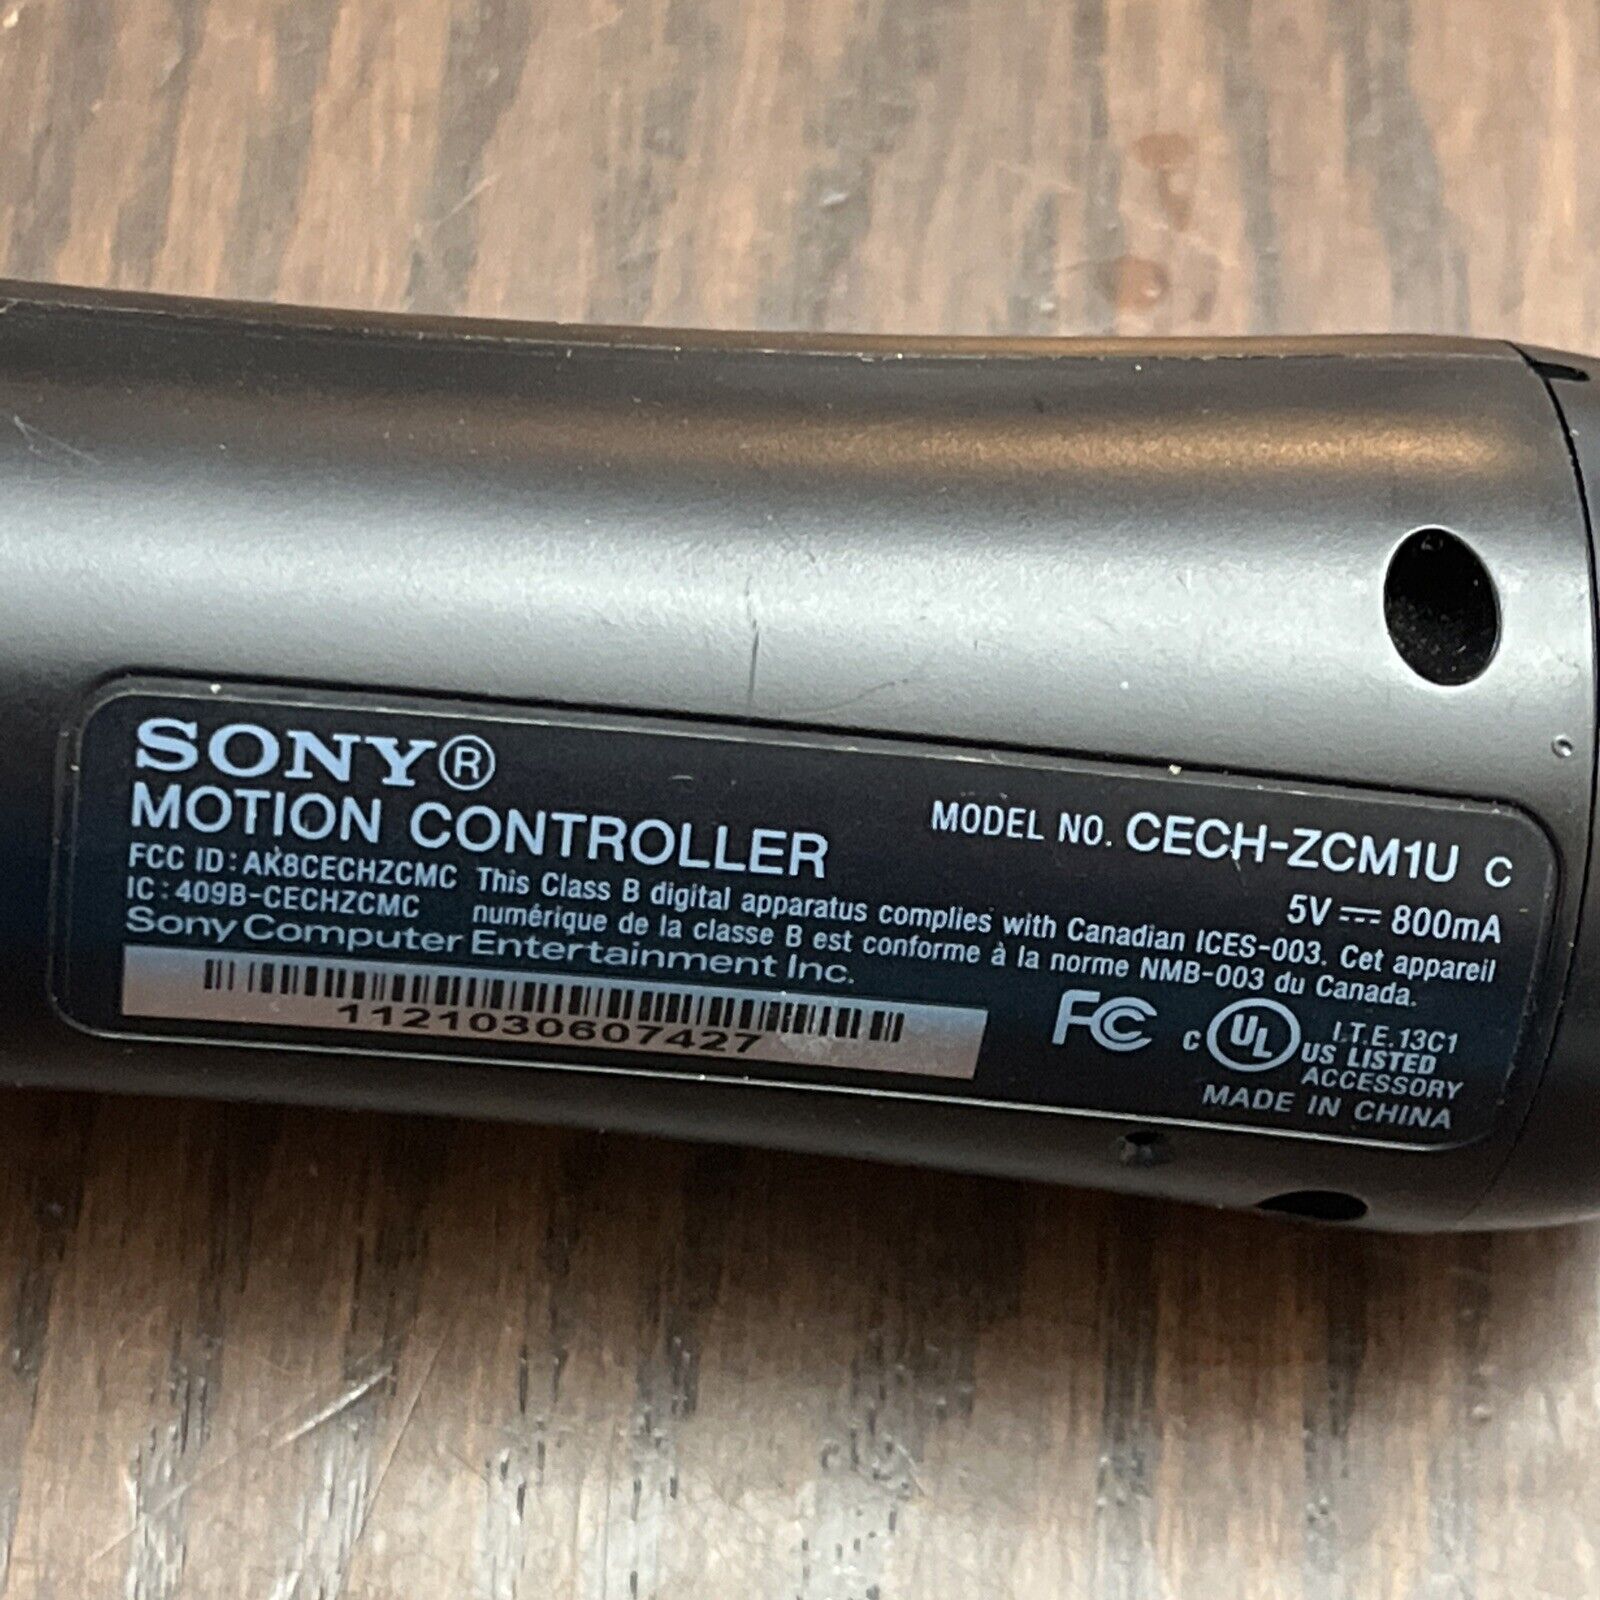 SONY®
MOTION CONTROLLER
MODEL NO. CECH-ZCM1U C
5V ⎓ 800mA
FCC ID: AK8CECHZCMC
IC: 409B-CECHZCMC
This Class B digital apparatus complies with Canadian ICES-003. Cet appareil
numérique de la classe B est conforme à la norme NMB-003 du Canada.
Sony Computer Entertainment Inc.
1121030607427
FC
C UL US LISTED
I.T.E. 13C1
ACCESSORY
MADE IN CHINA